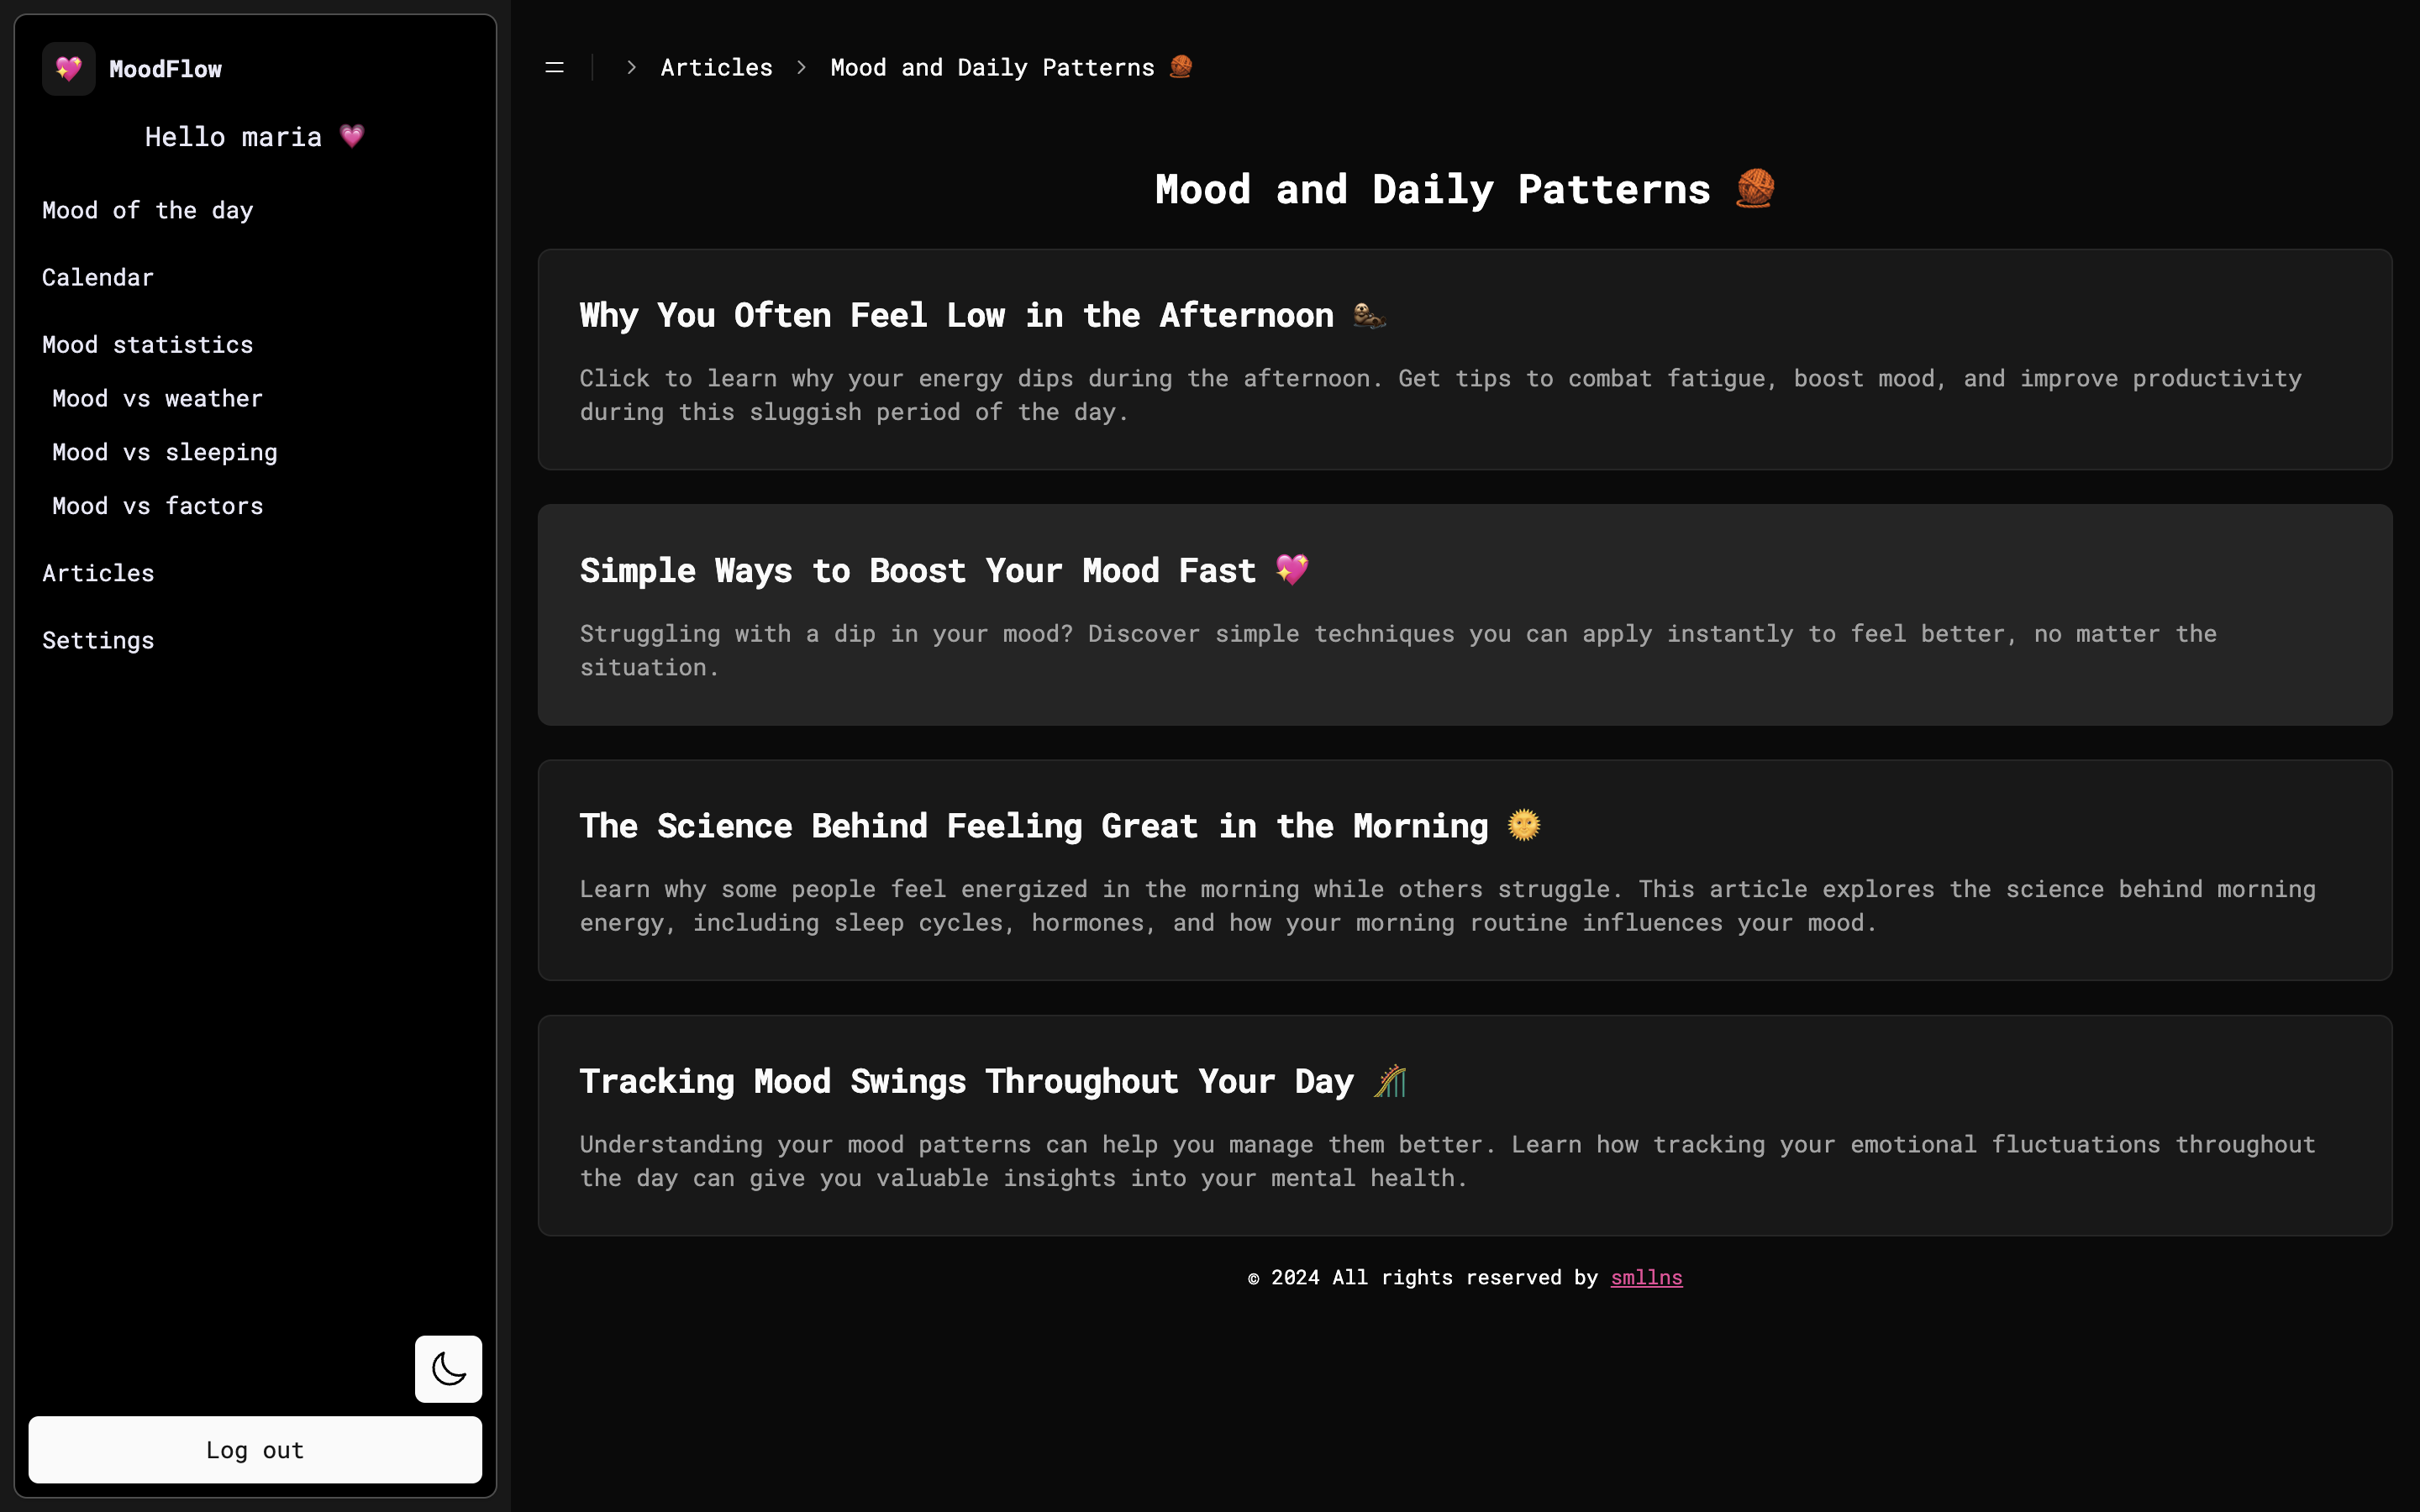 MoodFlow
Hello maria 💗
Mood of the day
Calendar
Mood statistics
Mood vs weather
Mood vs sleeping
Mood vs factors
Articles
Settings
Log out
Articles > Mood and Daily Patterns 🧶
Mood and Daily Patterns 🧶
Why You Often Feel Low in the Afternoon 🦥
Click to learn why your energy dips during the afternoon. Get tips to combat fatigue, boost mood, and improve productivity
during this sluggish period of the day.
Simple Ways to Boost Your Mood Fast 💖
Struggling with a dip in your mood? Discover simple techniques you can apply instantly to feel better, no matter the
situation.
The Science Behind Feeling Great in the Morning 🌞
Learn why some people feel energized in the morning while others struggle. This article explores the science behind morning
energy, including sleep cycles, hormones, and how your morning routine influences your mood.
Tracking Mood Swings Throughout Your Day 🎢
Understanding your mood patterns can help you manage them better. Learn how tracking your emotional fluctuations throughout
the day can give you valuable insights into your mental health.
© 2024 All rights reserved by smllns